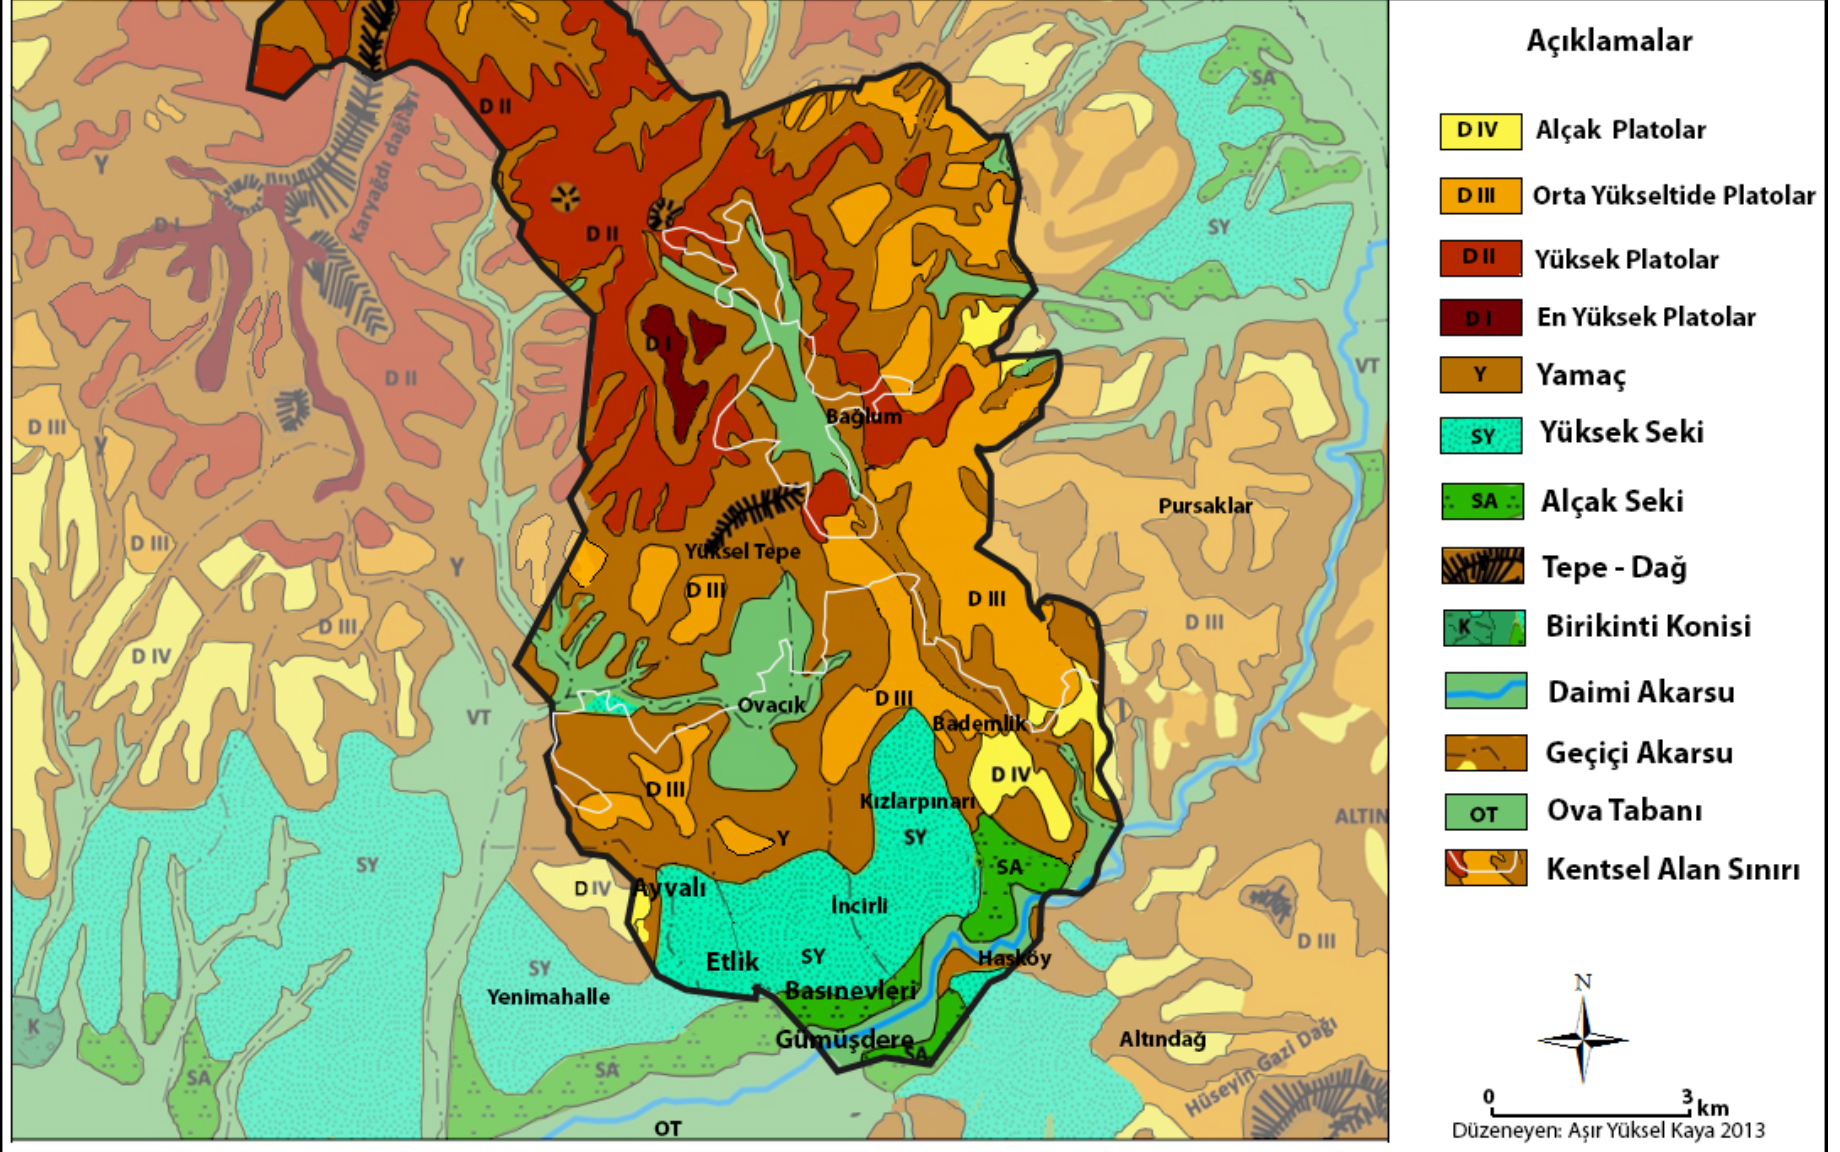 Açıklamalar
D IV Alçak Platolar
D III Orta Yükseltide Platolar
D II Yüksek Platolar
D I En Yüksek Platolar
Y Yamaç
SY Yüksek Seki
SA Alçak Seki
Tepe - Dağ
K Birikinti Konisi
Daimi Akarsu
Geçiçi Akarsu
OT Ova Tabanı
Kentsel Alan Sınırı
N
0 3 km
Düzeneyen: Aşır Yüksel Kaya 2013
SA
D II
Y
Karyağdı dağları
D I
D II
SY
D I
VT
D II
Bağlum
D III
Y
Pursaklar
D III
Yüksel Tepe
Y
D III
D III
D III
D III
D IV
D III
Ovacık
VT
Bademlik
D IV
D III
Kızlarpınarı
ALTIN
Y
SY
SY
SA
D IV
Ayvalı
İncirli
D III
Etlik
SY
Hasköy
SY
Yenimahalle
Basınevleri
K
Gümüşdere
Altındağ
SA
SA
SA
Hüseyin Gazi Dağı
OT